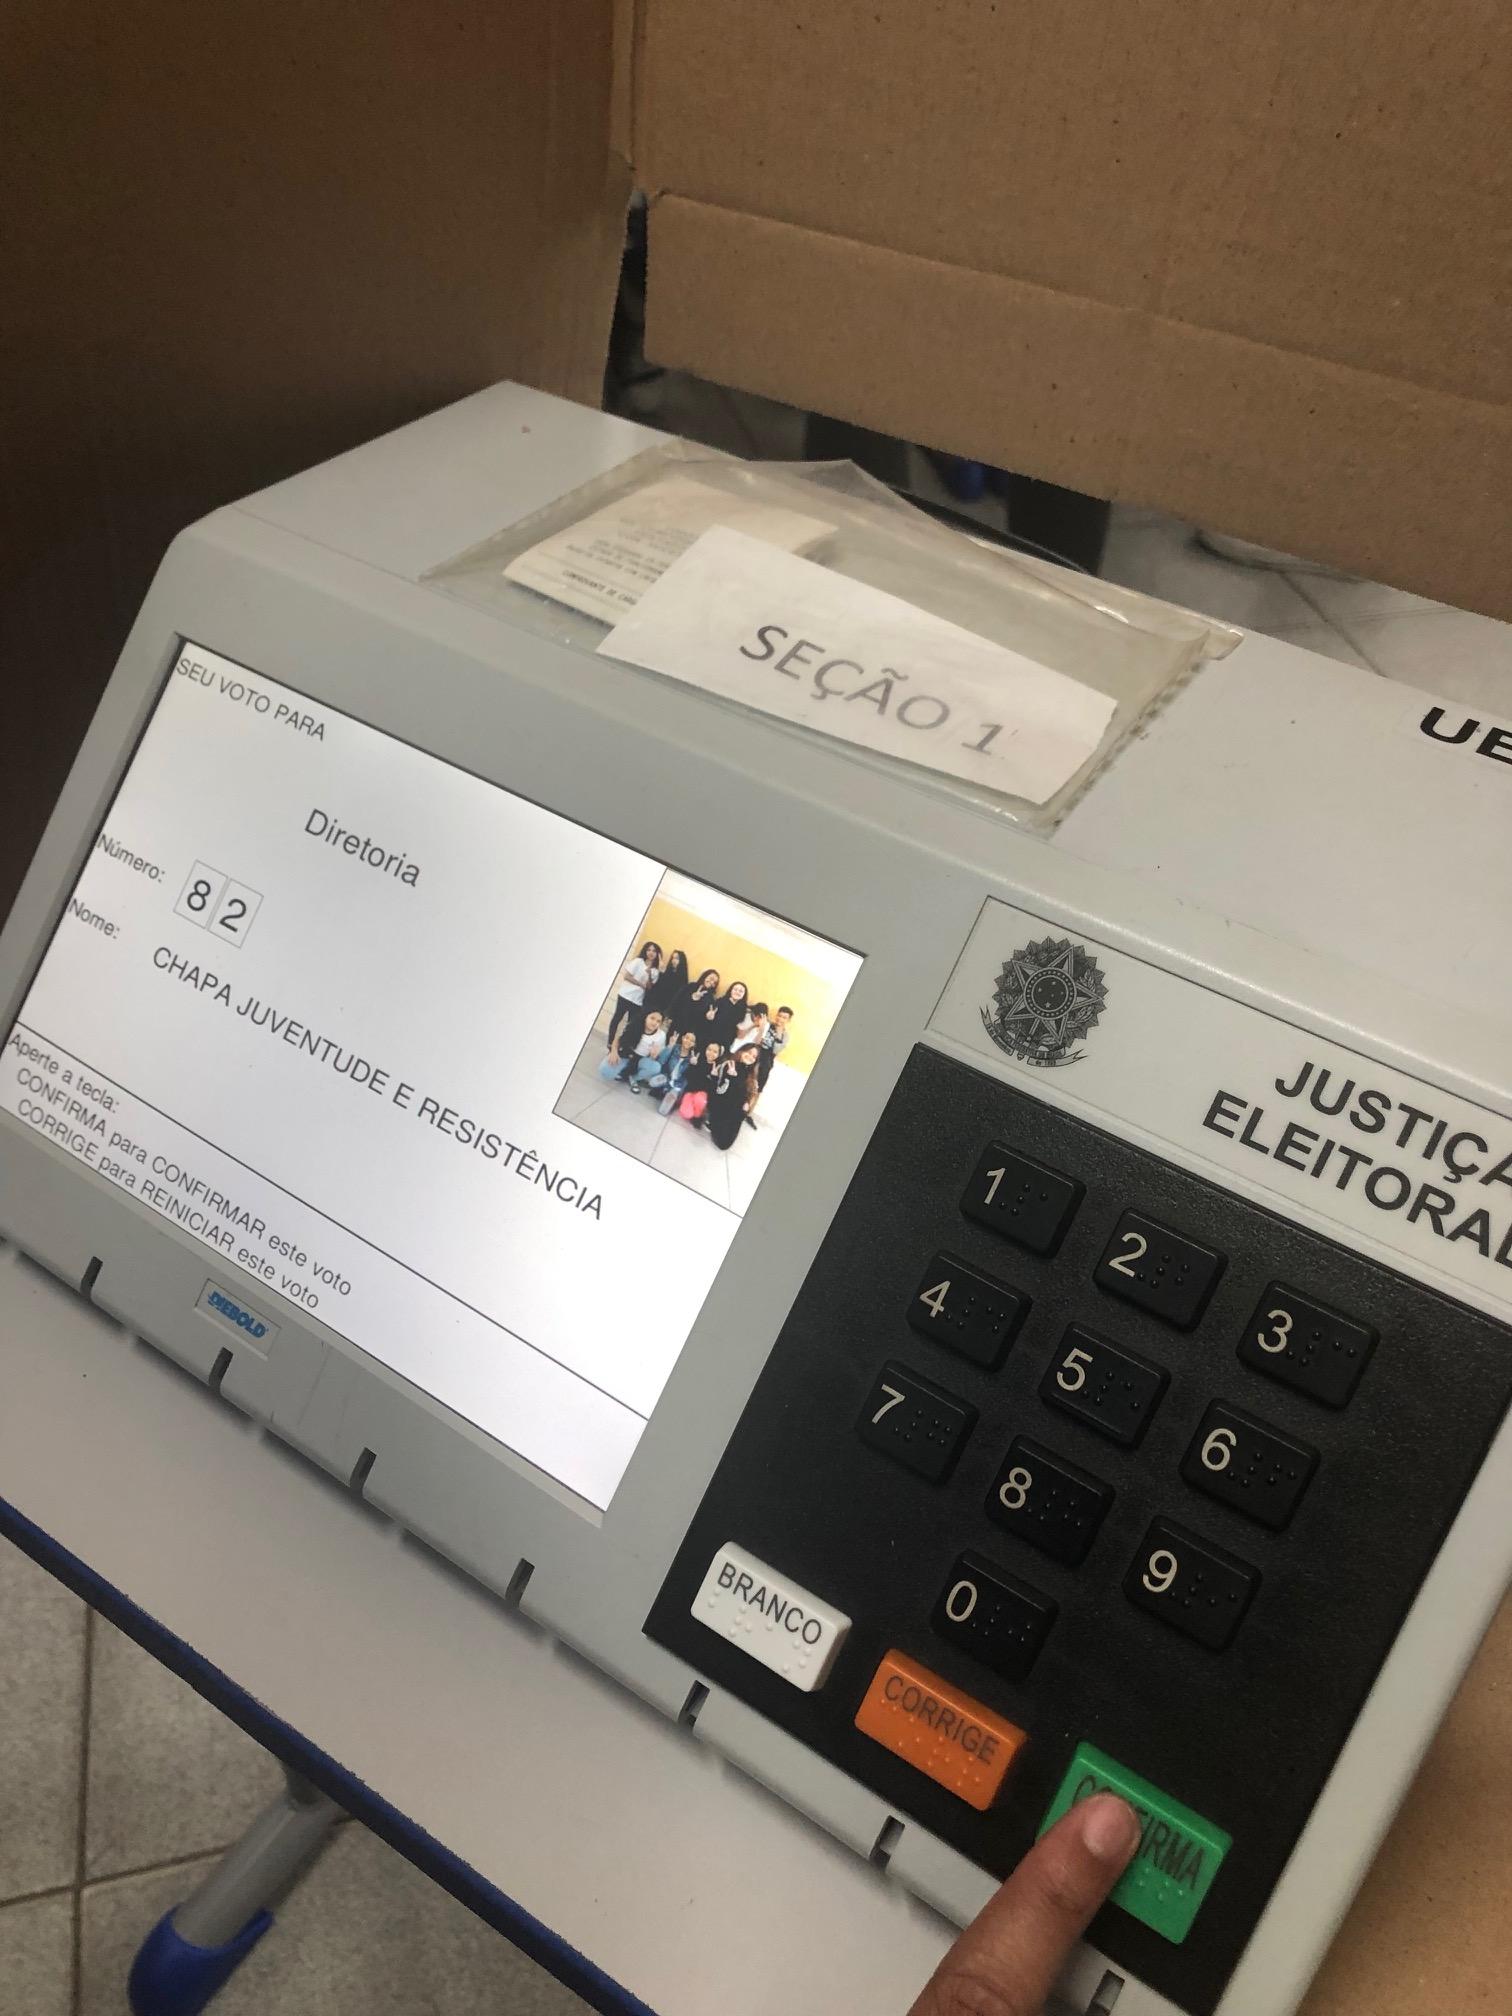 SEÇÃO 1
UE
SEU VOTO PARA
Diretoria
Número: 82
Nome: CHAPA JUVENTUDE E RESISTÊNCIA
Aperte a tecla:
CONFIRMA para CONFIRMAR este voto
CORRIGE para REINICIAR este voto
DIEBOLD
JUSTIÇA
ELEITORAL
1
2
3
4
5
6
7
8
9
0
BRANCO
CORRIGE
CONFIRMA